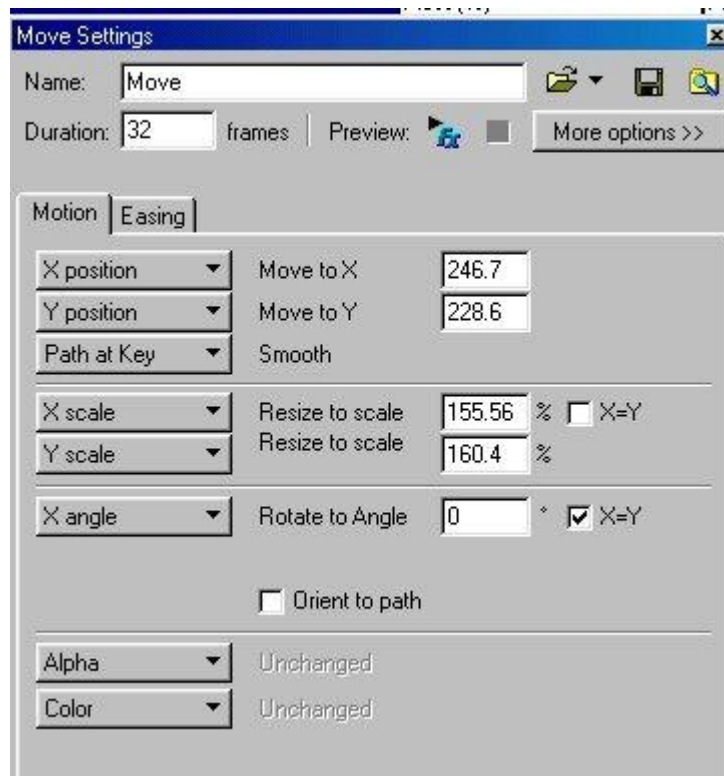 Move Settings
Name: Move
Duration: 32 frames Preview: More options >>
Motion Easing
X position Move to X 246.7
Y position Move to Y 228.6
Path at Key Smooth
X scale Resize to scale 155.56 % X=Y
Y scale Resize to scale 160.4 %
X angle Rotate to Angle 0 ° X=Y
Orient to path
Alpha Unchanged
Color Unchanged